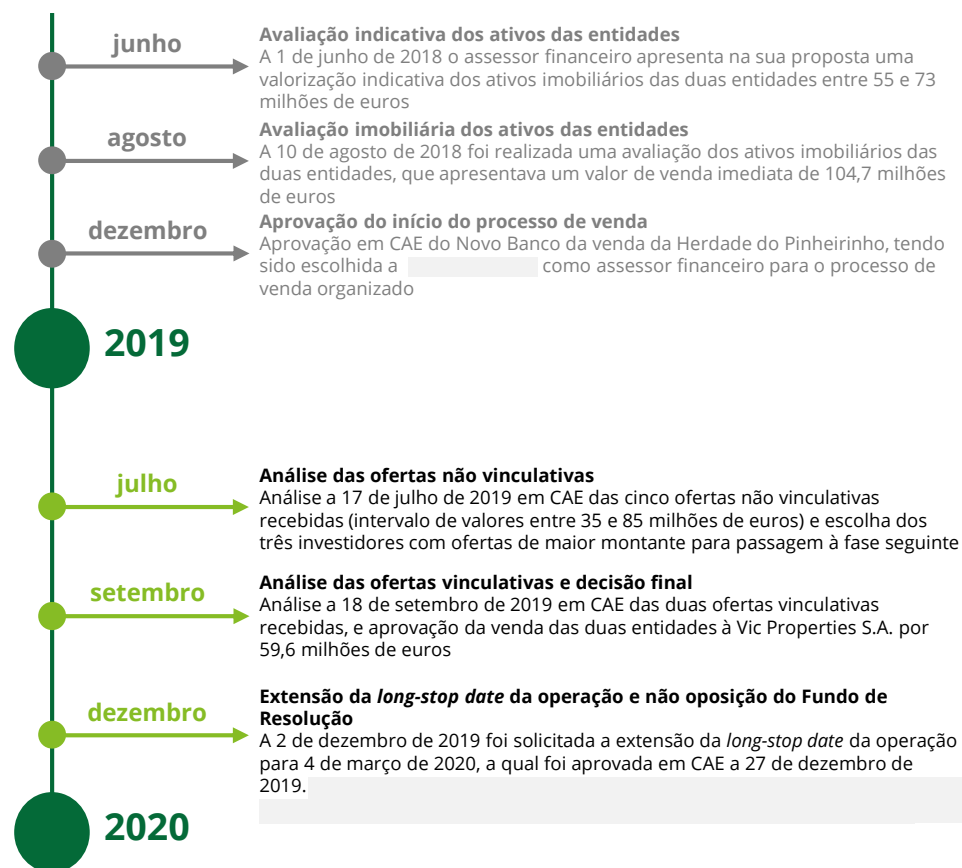 junho
Avaliação indicativa dos ativos das entidades
A 1 de junho de 2018 o assessor financeiro apresenta na sua proposta uma
valorização indicativa dos ativos imobiliários das duas entidades entre 55 e 73
milhões de euros
agosto
Avaliação imobiliária dos ativos das entidades
A 10 de agosto de 2018 foi realizada uma avaliação dos ativos imobiliários das
duas entidades, que apresentava um valor de venda imediata de 104,7 milhões
de euros
dezembro
Aprovação do início do processo de venda
Aprovação em CAE do Novo Banco da venda da Herdade do Pinheirinho, tendo
sido escolhida a como assessor financeiro para o processo de
venda organizado
2019
julho
Análise das ofertas não vinculativas
Análise a 17 de julho de 2019 em CAE das cinco ofertas não vinculativas
recebidas (intervalo de valores entre 35 e 85 milhões de euros) e escolha dos
três investidores com ofertas de maior montante para passagem à fase seguinte
setembro
Análise das ofertas vinculativas e decisão final
Análise a 18 de setembro de 2019 em CAE das duas ofertas vinculativas
recebidas, e aprovação da venda das duas entidades à Vic Properties S.A. por
59,6 milhões de euros
dezembro
Extensão da long-stop date da operação e não oposição do Fundo de
Resolução
A 2 de dezembro de 2019 foi solicitada a extensão da long-stop date da operação
para 4 de março de 2020, a qual foi aprovada em CAE a 27 de dezembro de
2019.
2020